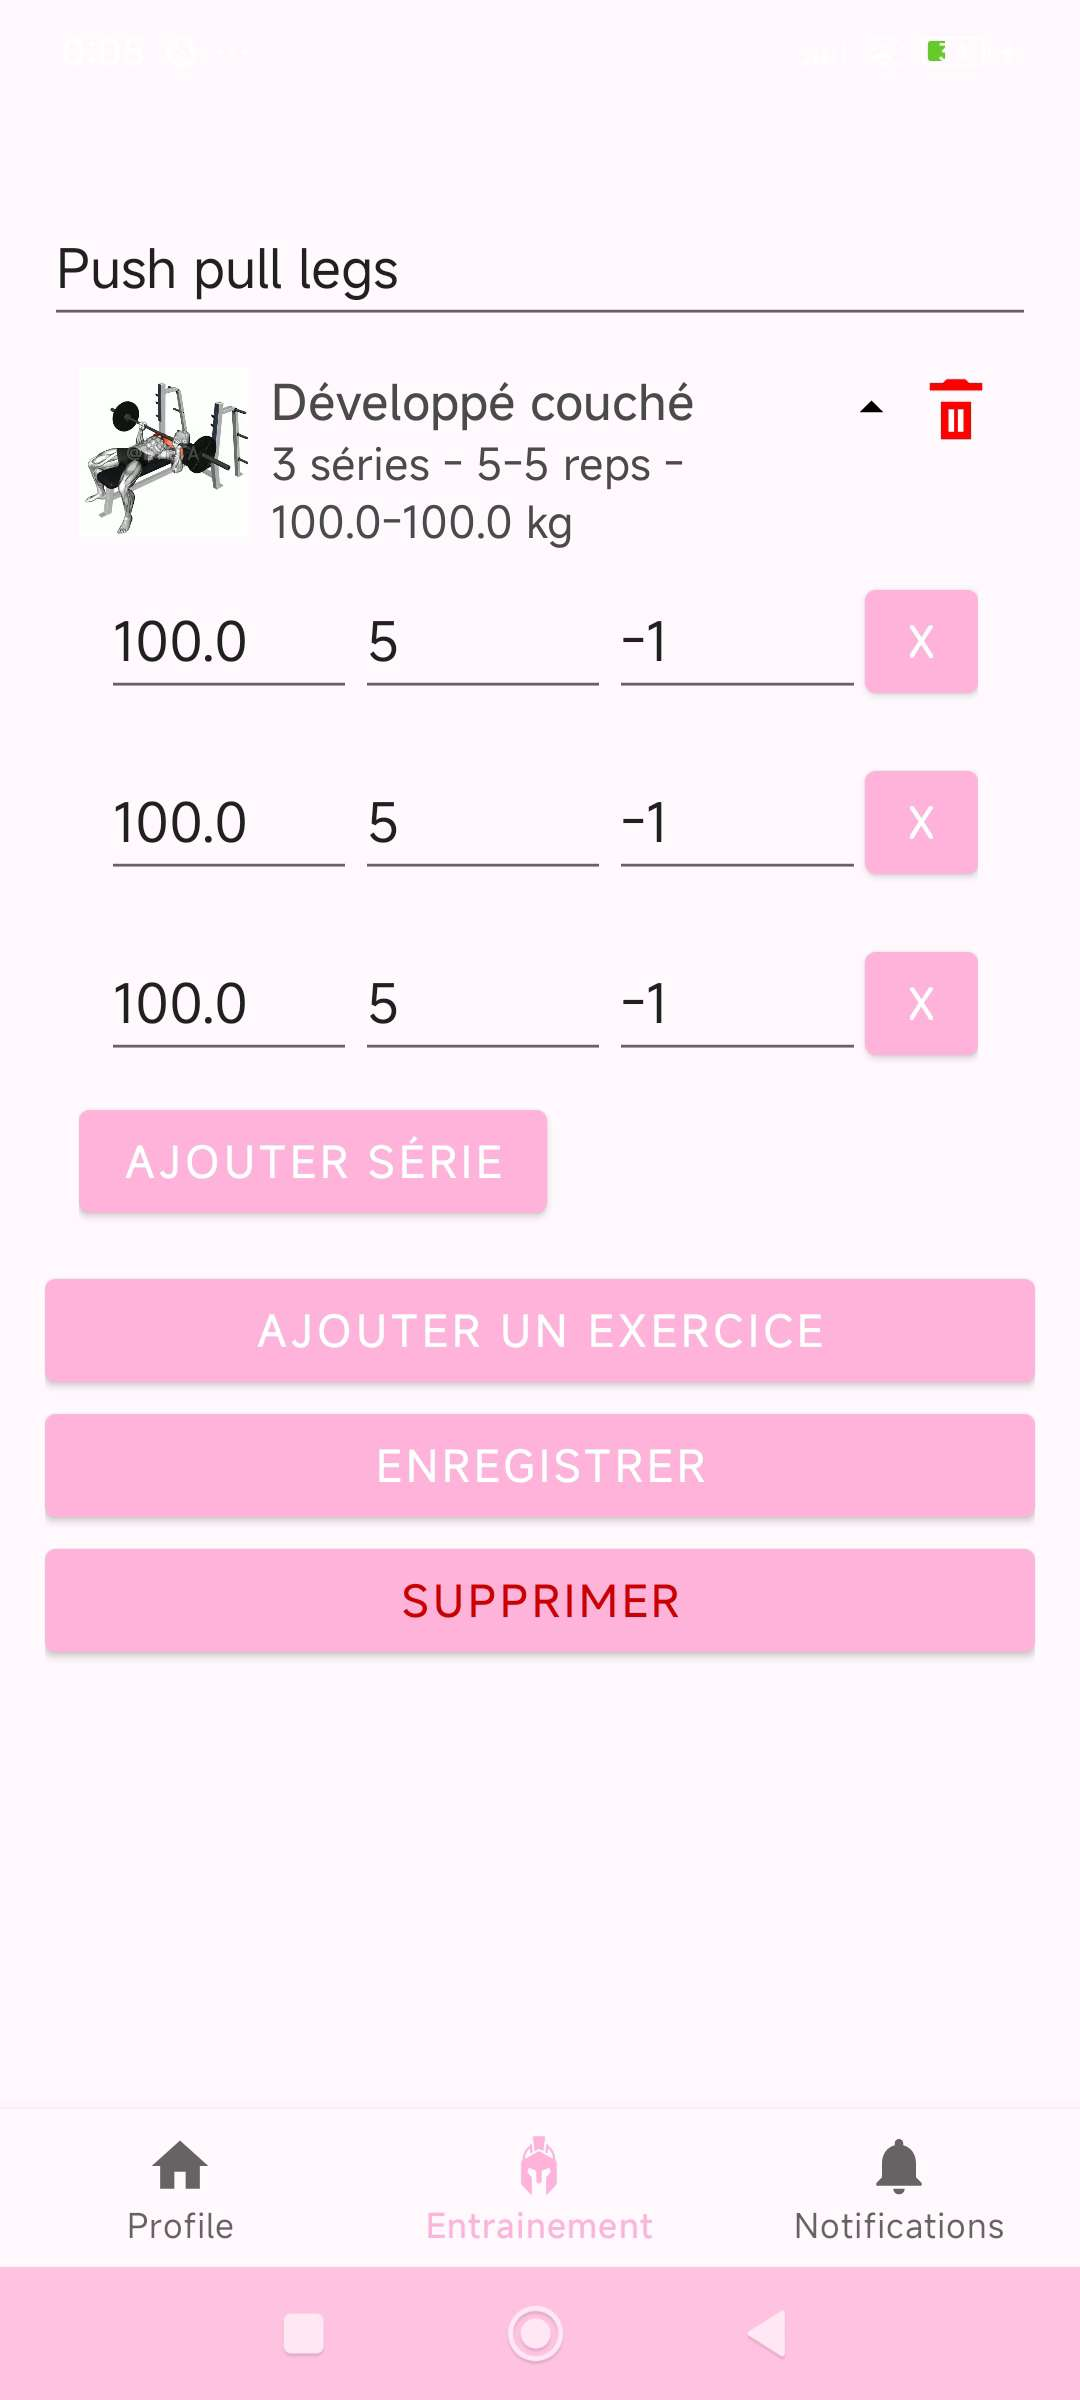 Push pull legs
Développé couché
3 séries - 5-5 reps -
100.0-100.0 kg
100.0 5 -1 X
100.0 5 -1 X
100.0 5 -1 X
AJOUTER SÉRIE
AJOUTER UN EXERCICE
ENREGISTRER
SUPPRIMER
Profile Entrainement Notifications